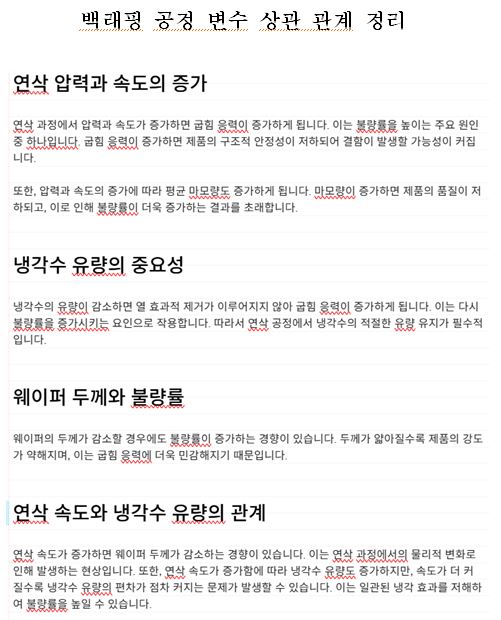 백래핑 공정 변수 상관 관계 정리
연삭 압력과 속도의 증가
연삭 과정에서 압력과 속도가 증가하면 굽힘 응력이 증가하게 됩니다. 이는 불량률을 높이는 주요 원인
중 하나입니다. 굽힘 응력이 증가하면 제품의 구조적 안정성이 저하되어 결함이 발생할 가능성이 커집
니다.
또한, 압력과 속도의 증가에 따라 평균 마모량도 증가하게 됩니다. 마모량이 증가하면 제품의 품질이 저
하되고, 이로 인해 불량률이 더욱 증가하는 결과를 초래합니다.
냉각수 유량의 중요성
냉각수의 유량이 감소하면 열 효과적 제거가 이루어지지 않아 굽힘 응력이 증가하게 됩니다. 이는 다시
불량률을 증가시키는 요인으로 작용합니다. 따라서 연삭 공정에서 냉각수의 적절한 유량 유지가 필수적
입니다.
웨이퍼 두께와 불량률
웨이퍼의 두께가 감소할 경우에도 불량률이 증가하는 경향이 있습니다. 두께가 얇아질수록 제품의 강도
가 약해지며, 이는 굽힘 응력에 더욱 민감해지기 때문입니다.
연삭 속도와 냉각수 유량의 관계
연삭 속도가 증가하면 웨이퍼 두께가 감소하는 경향이 있습니다. 이는 연삭 과정에서의 물리적 변화로
인해 발생하는 현상입니다. 또한, 연삭 속도가 증가함에 따라 냉각수 유량도 증가하지만, 속도가 더 커
질수록 냉각수 유량의 편차가 점차 커지는 문제가 발생할 수 있습니다. 이는 일관된 냉각 효과를 저해하
여 불량률을 높일 수 있습니다.